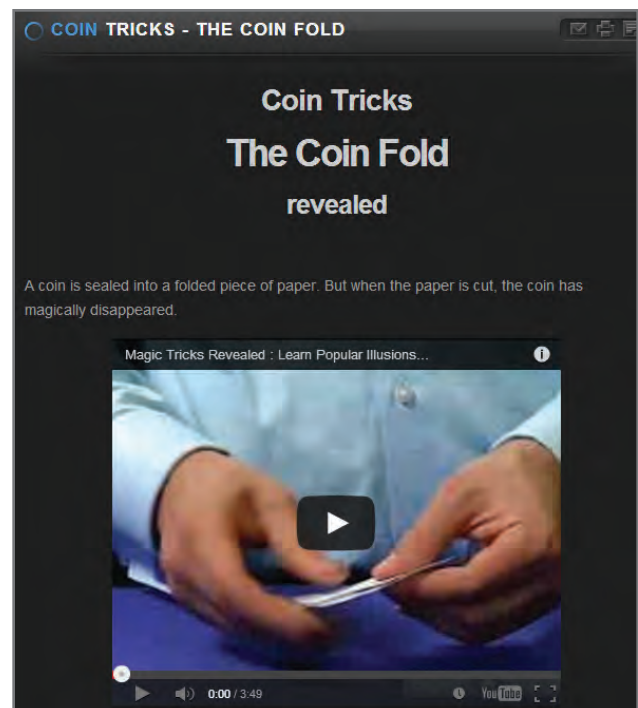 COIN TRICKS - THE COIN FOLD
Coin Tricks
The Coin Fold
revealed
A coin is sealed into a folded piece of paper. But when the paper is cut, the coin has
magically disappeared.
Magic Tricks Revealed : Learn Popular Illusions...
0:00 / 3:49
YouTube